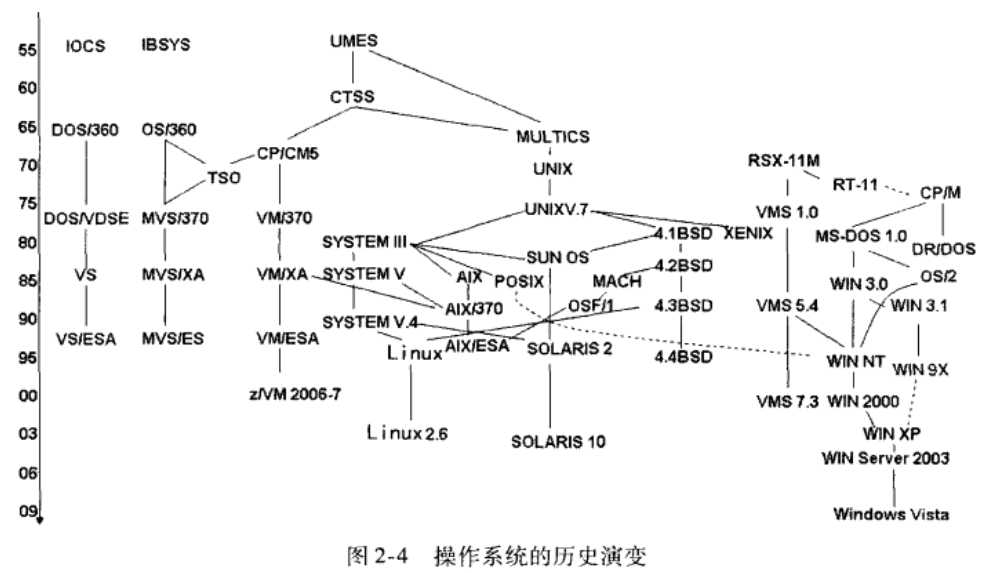 55 IOCS IBSYS UMES
60
CTSS
65 DOS/360 OS/360 MULTICS
CP/CM5 RSX-11M
70 TSO UNIX RT-11 CP/M
75 DOS/VDSE MVS/370 VM/370 UNIXV.7 VMS 1.0
80 SYSTEM III 4.1BSD XENIX MS-DOS 1.0
SUN OS DR/DOS
85 VS MVS/XA VM/XA SYSTEM V AIX POSIX MACH 4.2BSD WIN 3.0 OS/2
AIX/370 OSF/1 4.3BSD VMS 5.4 WIN 3.1
90 SYSTEM V.4
VS/ESA MVS/ES VM/ESA Linux AIX/ESA SOLARIS 2
95 4.4BSD WIN NT WIN 9X
00 z/VM 2006-7 VMS 7.3 WIN 2000
03 Linux 2.6 SOLARIS 10 WIN XP
WIN Server 2003
06
09 Windows Vista
图 2-4 操作系统的历史演变